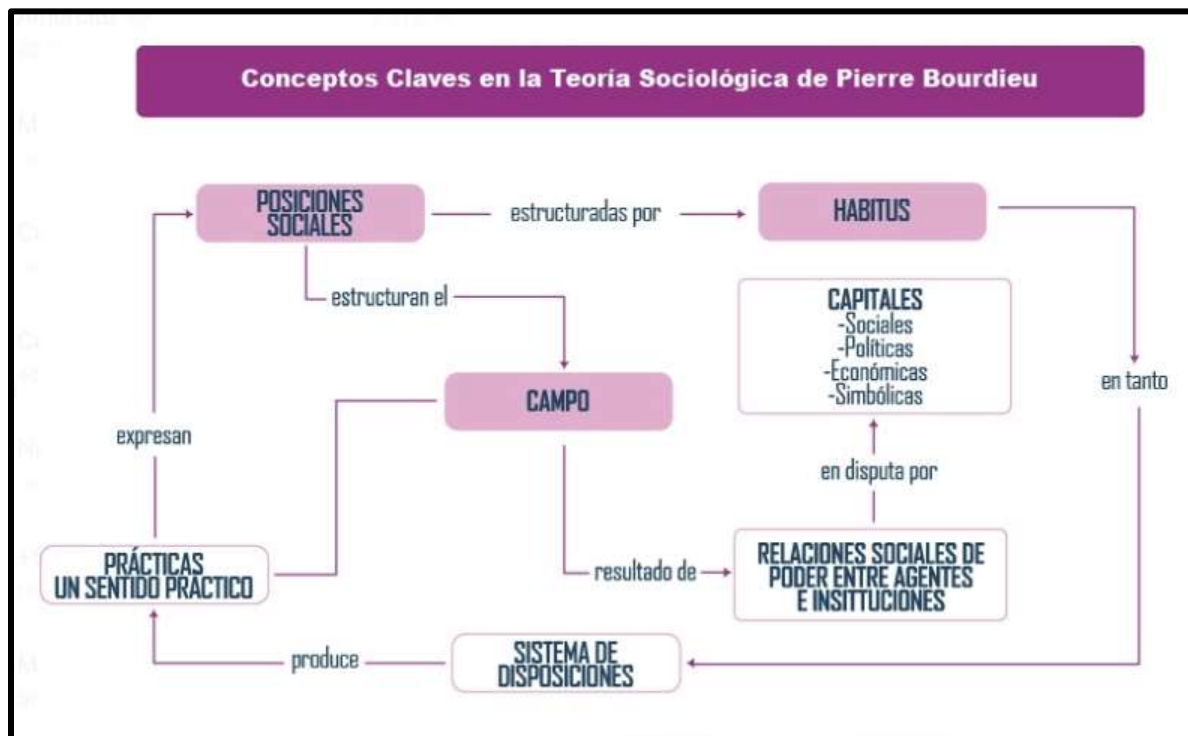 Conceptos Claves en la Teoría Sociológica de Pierre Bourdieu
POSICIONES
SOCIALES
estructuradas por
HABITUS
estructuran el
CAPITALES
-Sociales
-Políticas
-Económicas
-Simbólicas
en tanto
CAMPO
expresan
en disputa por
PRÁCTICAS
UN SENTIDO PRÁCTICO
resultado de
RELACIONES SOCIALES DE
PODER ENTRE AGENTES
E INSITTUCIONES
produce
SISTEMA DE
DISPOSICIONES